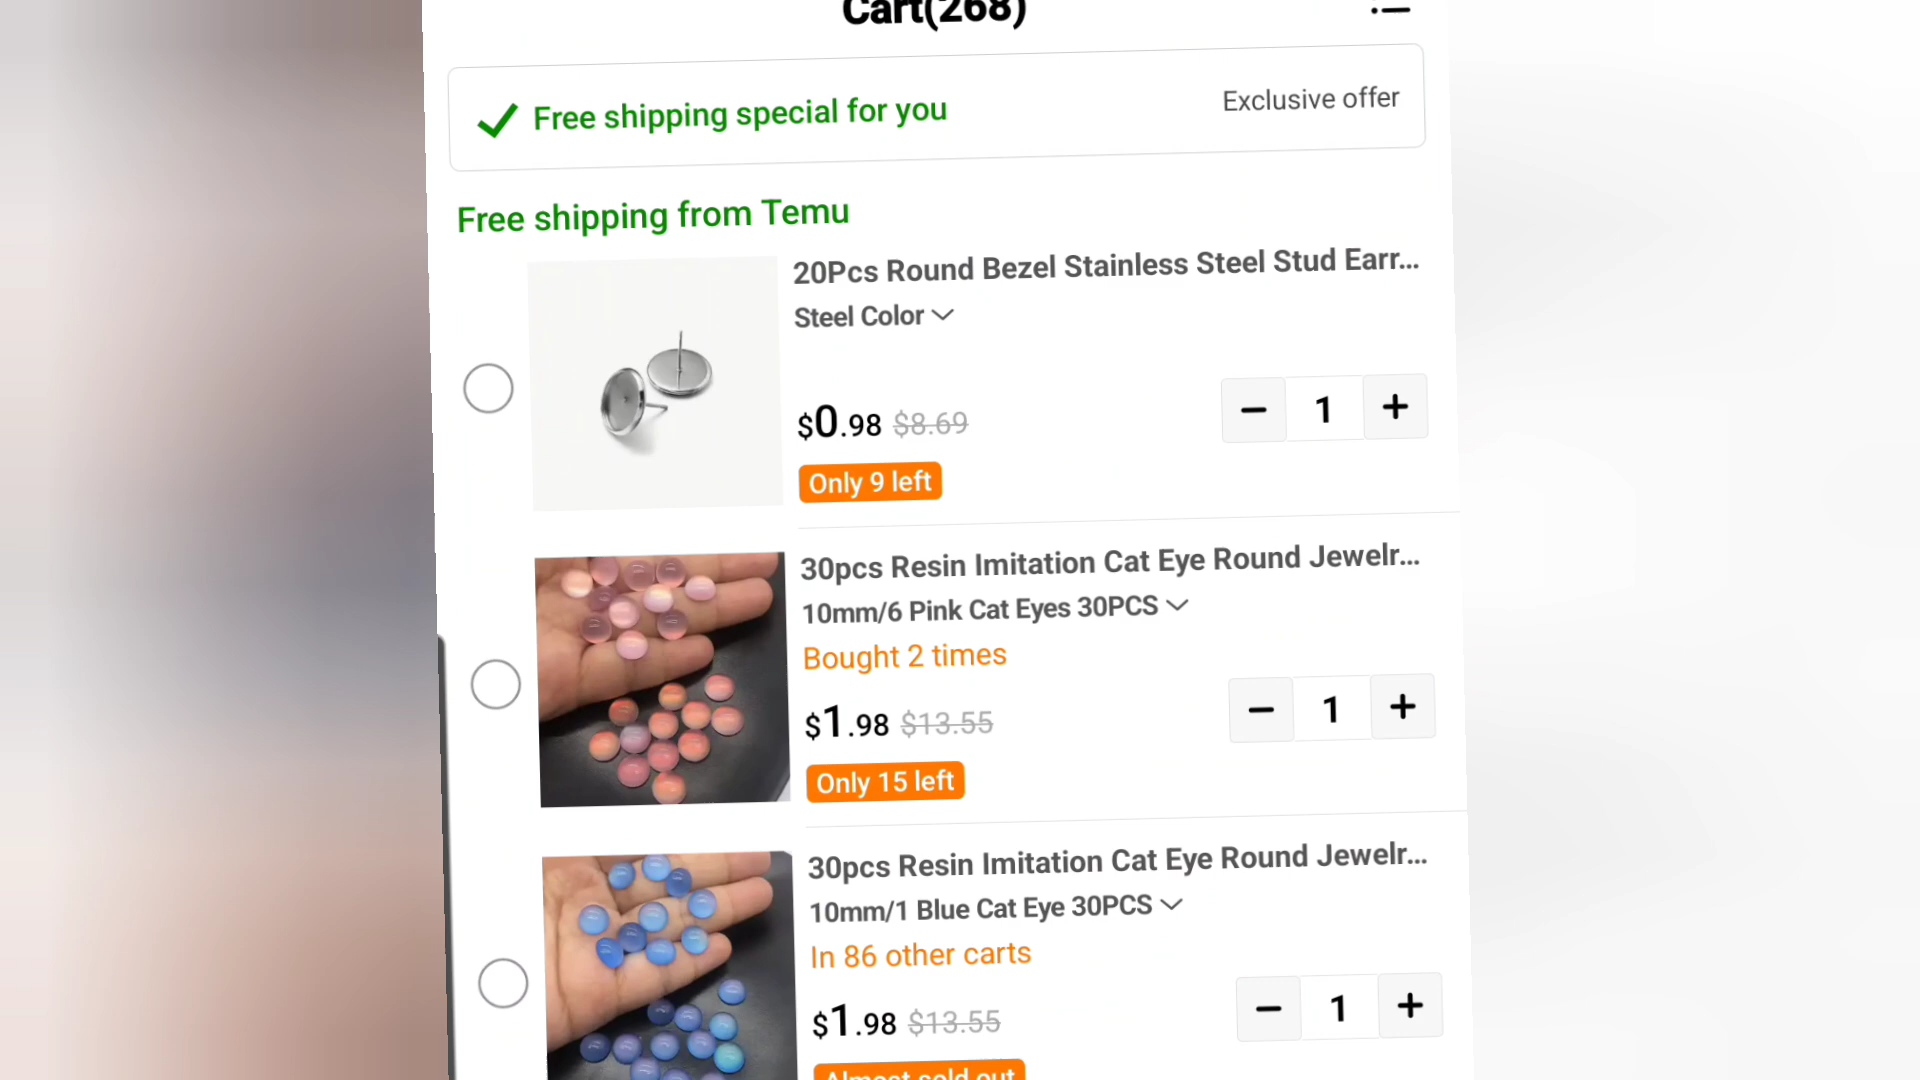 Cart(268)
Free shipping special for you
Exclusive offer
Free shipping from Temu
20Pcs Round Bezel Stainless Steel Stud Earr...
Steel Color
$0.98 $8.69
1
Only 9 left
30pcs Resin Imitation Cat Eye Round Jewelr...
10mm/6 Pink Cat Eyes 30PCS
Bought 2 times
$1.98 $13.55
1
Only 15 left
30pcs Resin Imitation Cat Eye Round Jewelr...
10mm/1 Blue Cat Eye 30PCS
In 86 other carts
$1.98 $13.55
1
Almost sold out